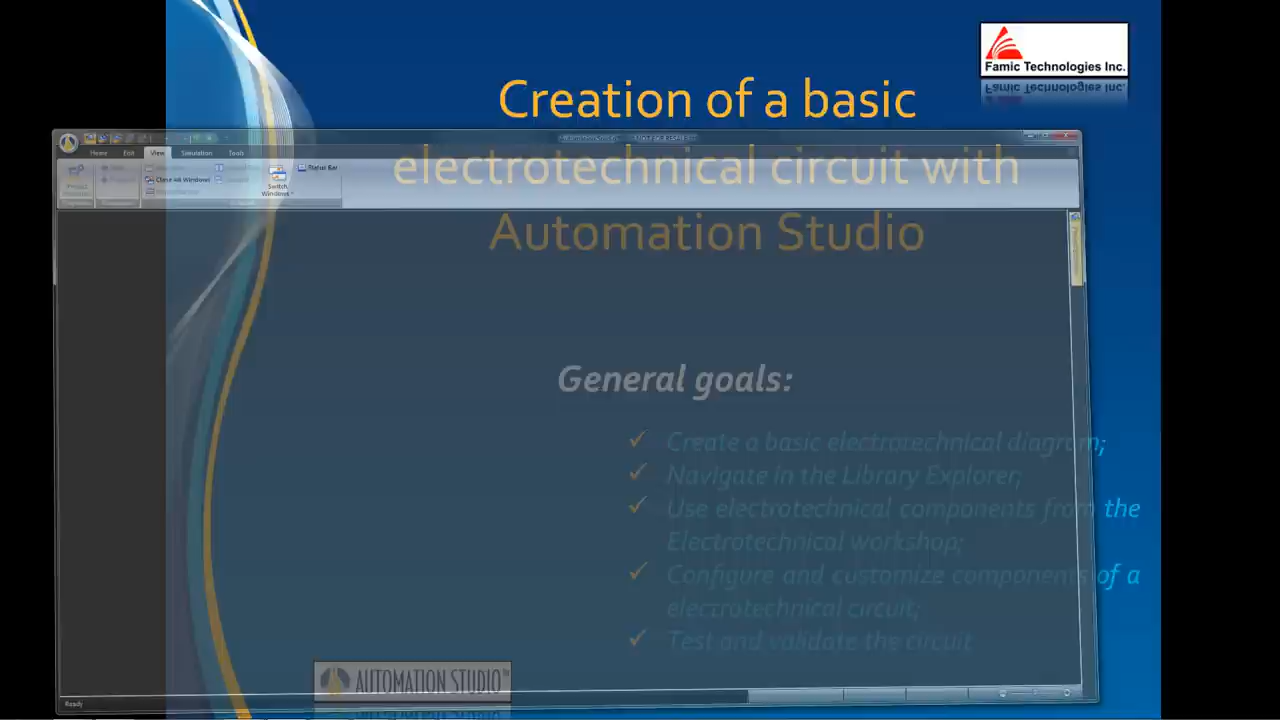 Famic Technologies Inc.
Creation of a basic
electrotechnical circuit with
Automation Studio
Home Edit View Simulation Tools
Close All Windows
Switch
Windows
Status Bar
General goals:
✓ Create a basic electrotechnical diagram;
✓ Navigate in the Library Explorer;
✓ Use electrotechnical components from the
Electrotechnical workshop;
✓ Configure and customize components of a
electrotechnical circuit;
✓ Test and validate the circuit
AUTOMATION STUDIO™
Ready